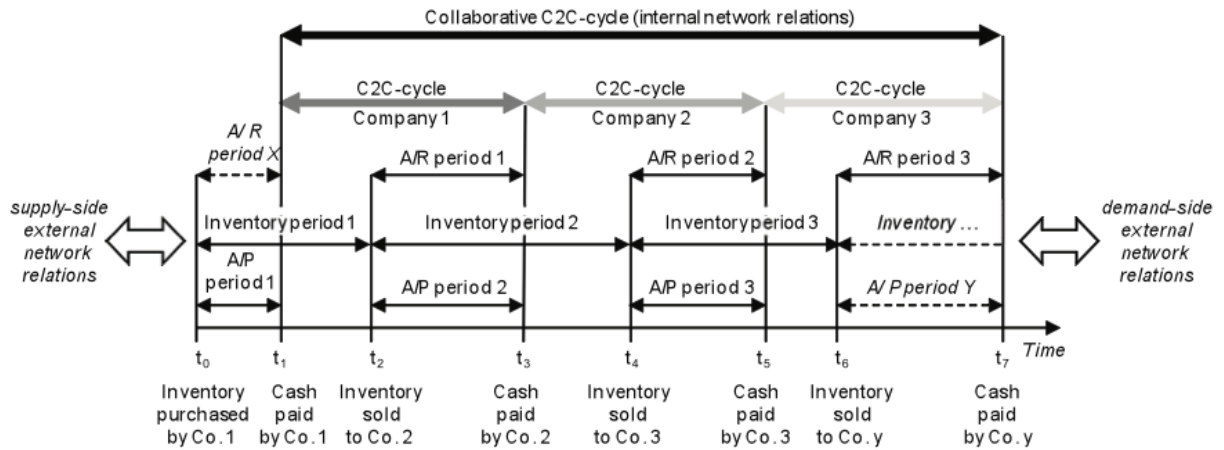 Collaborative C2C-cycle (internal network relations)
C2C-cycle
Company 1
C2C-cycle
Company 2
C2C-cycle
Company 3
A/R
period X
A/R period 1
A/R period 2
A/R period 3
supply-side
external
network
relations
Inventory period 1
Inventory period 2
Inventory period 3
Inventory ...
demand-side
external
network
relations
A/P
period 1
A/P period 2
A/P period 3
A/P period Y
t0
t1
t2
t3
t4
t5
t6
t7
Time
Inventory
purchased
by Co.1
Cash
paid
by Co.1
Inventory
sold
to Co.2
Cash
paid
by Co.2
Inventory
sold
to Co.3
Cash
paid
by Co.3
Inventory
sold
to Co.y
Cash
paid
by Co.y